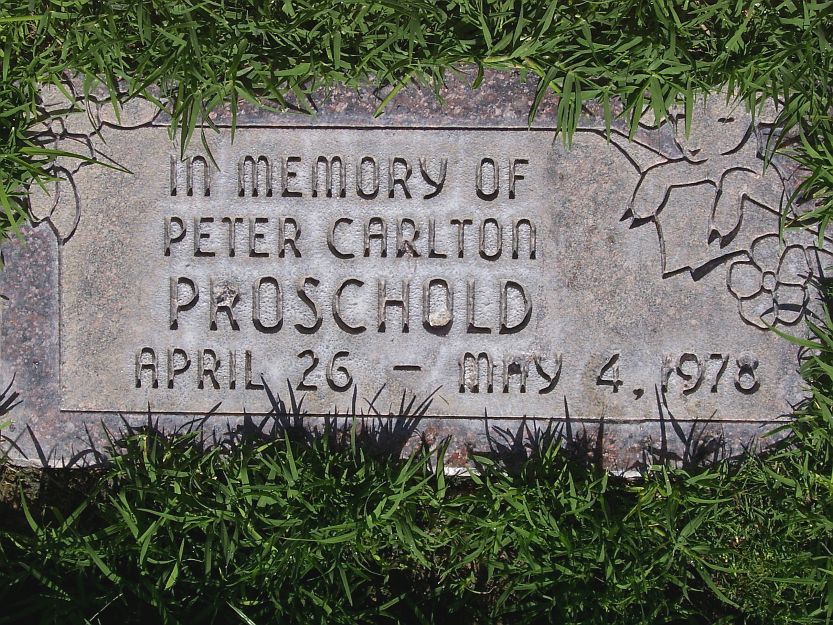 IN MEMORY OF
PETER CARLTON
PROSCHOLD
APRIL 26 - MAY 4, 1978